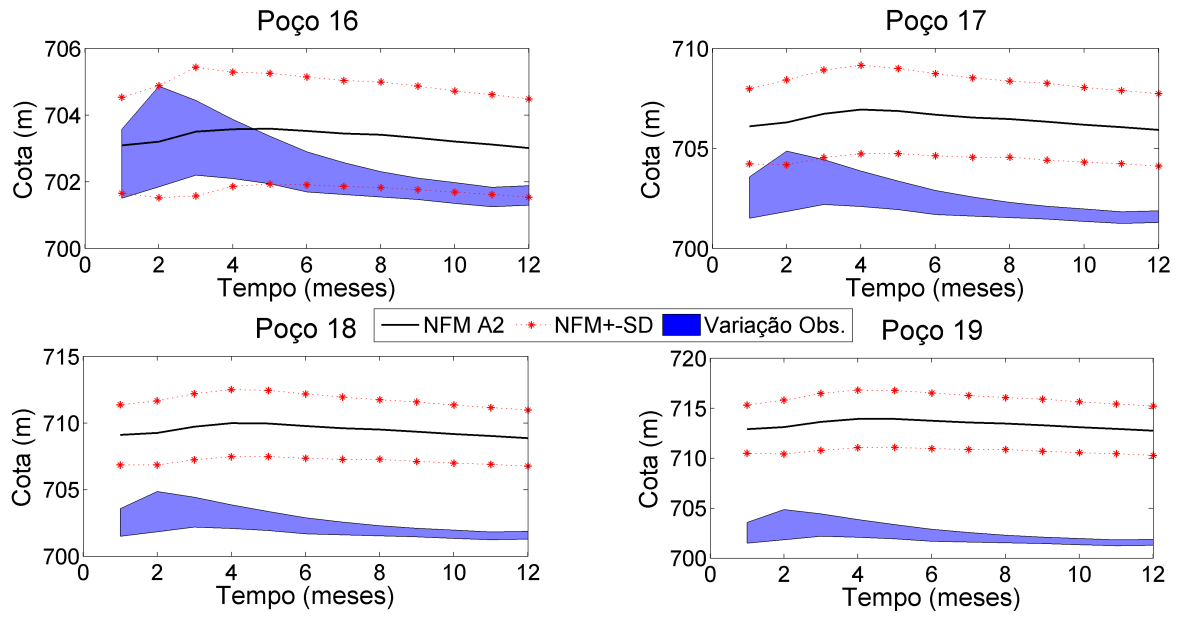 Poço 16
706
704
702
700
Cota (m)
0 2 4 6 8 10 12
Tempo (meses)
Poço 17
710
705
700
Cota (m)
0 2 4 6 8 10 12
Tempo (meses)
NFM A2 NFM+-SD Variação Obs.
Poço 18
715
710
705
700
Cota (m)
0 2 4 6 8 10 12
Tempo (meses)
Poço 19
720
715
710
705
700
Cota (m)
0 2 4 6 8 10 12
Tempo (meses)